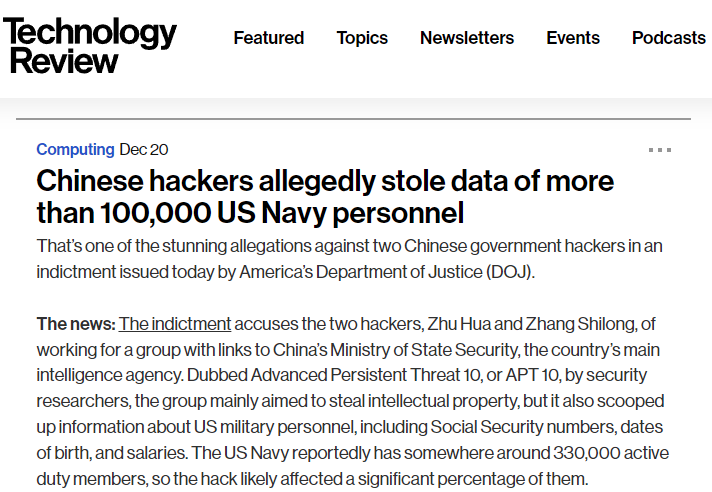 Technology
Review
Featured Topics Newsletters Events Podcasts
Computing Dec 20
Chinese hackers allegedly stole data of more
than 100,000 US Navy personnel
That's one of the stunning allegations against two Chinese government hackers in an
indictment issued today by America's Department of Justice (DOJ).
The news: The indictment accuses the two hackers, Zhu Hua and Zhang Shilong, of
working for a group with links to China's Ministry of State Security, the country's main
intelligence agency. Dubbed Advanced Persistent Threat 10, or APT 10, by security
researchers, the group mainly aimed to steal intellectual property, but it also scooped
up information about US military personnel, including Social Security numbers, dates
of birth, and salaries. The US Navy reportedly has somewhere around 330,000 active
duty members, so the hack likely affected a significant percentage of them.